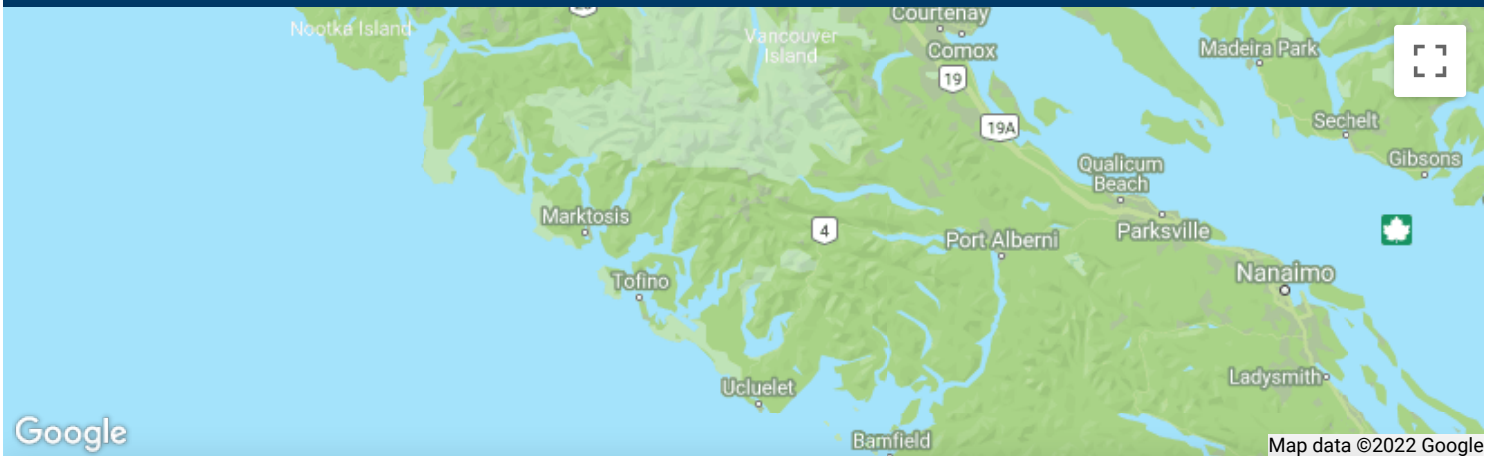 28
Courtenay
Nootka Island
Vancouver
Island
Comox
Madeira Park
19
19A
Sechelt
Gibsons
Qualicum
Beach
Marktosis
4
Port Alberni
Parksville
Tofino
Nanaimo
Ucluelet
Ladysmith
Google
Bamfield
Map data ©2022 Google